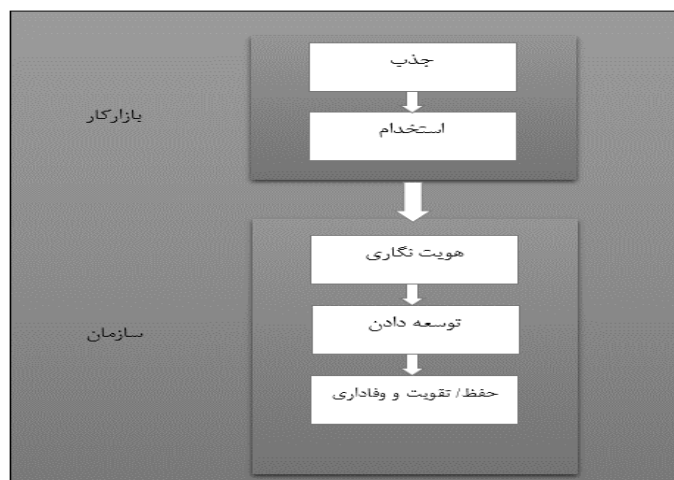 جذب
بازارکار
استخدام
هویت نگاری
توسعه دادن
سازمان
حفظ/ تقویت و وفاداری